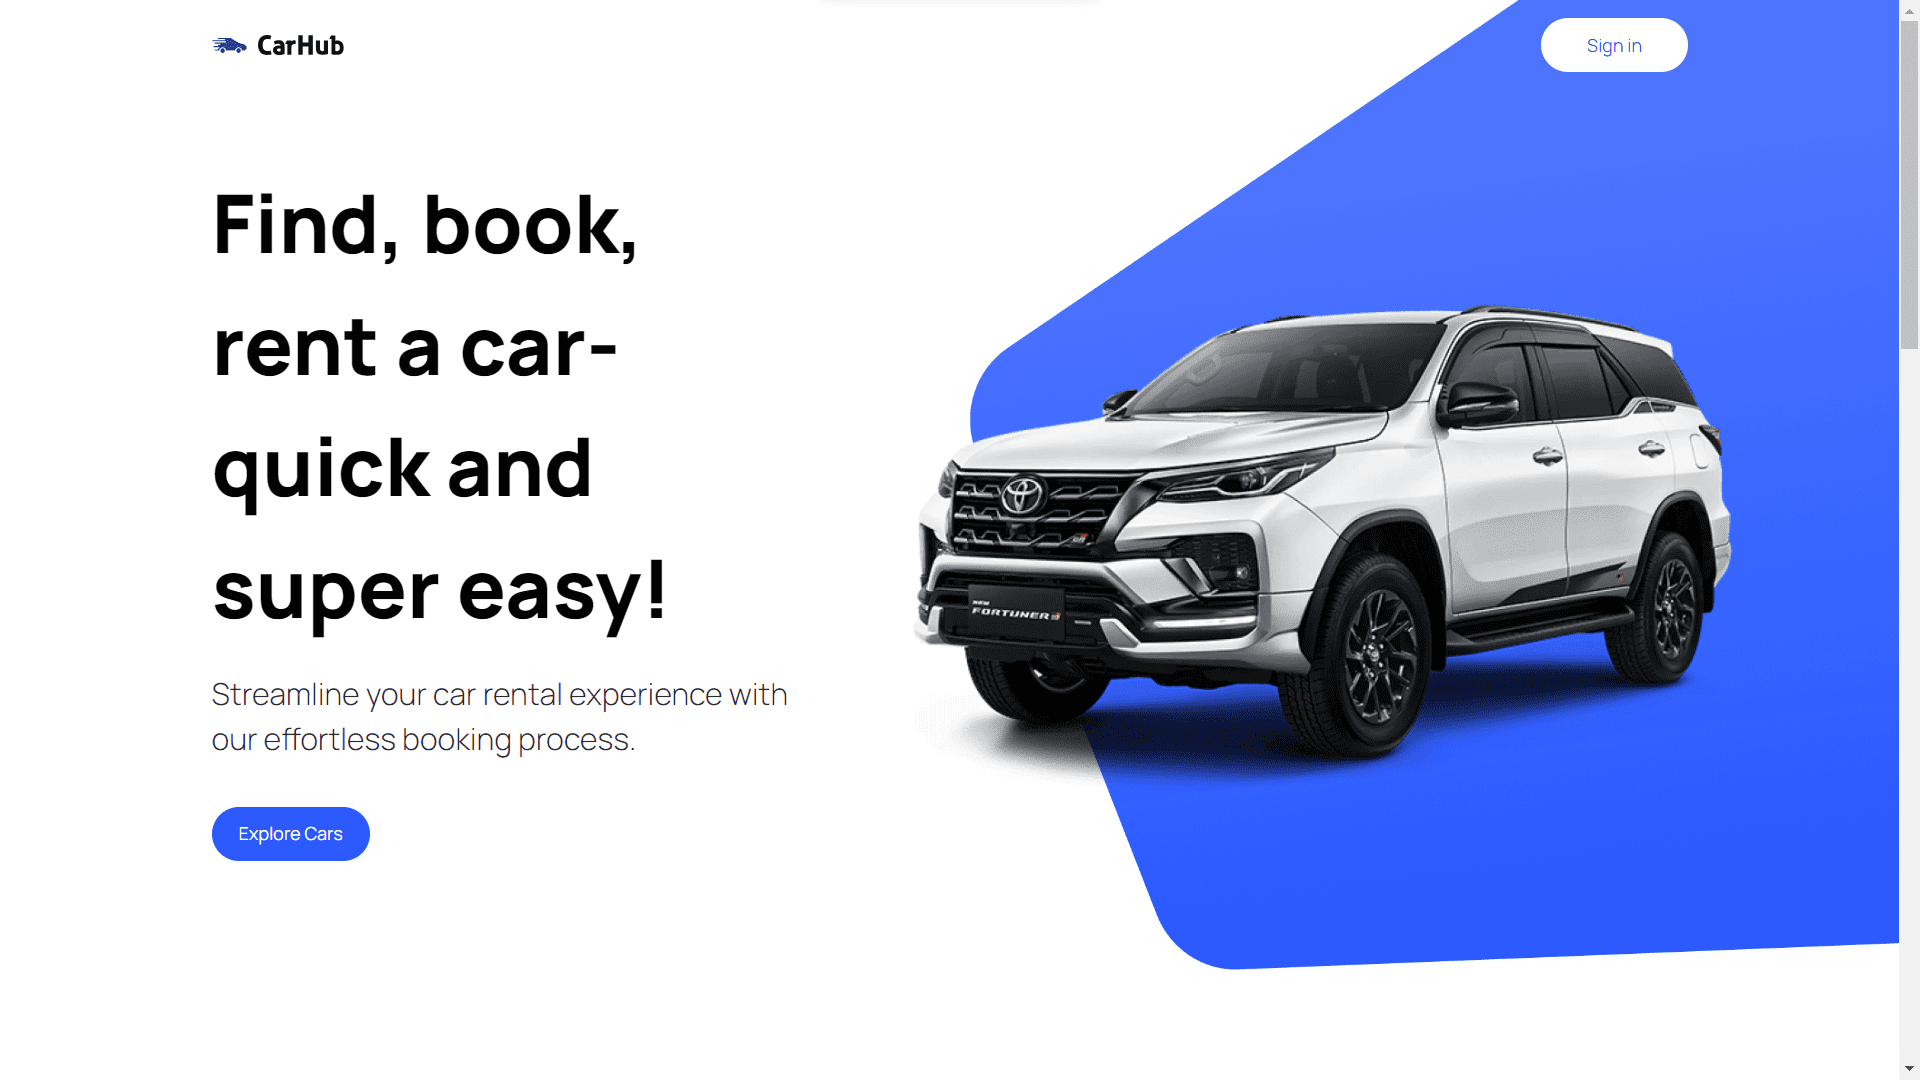 CarHub
Sign in
Find, book,
rent a car-
quick and
super easy!
Streamline your car rental experience with
our effortless booking process.
Explore Cars
NEW
FORTUNER